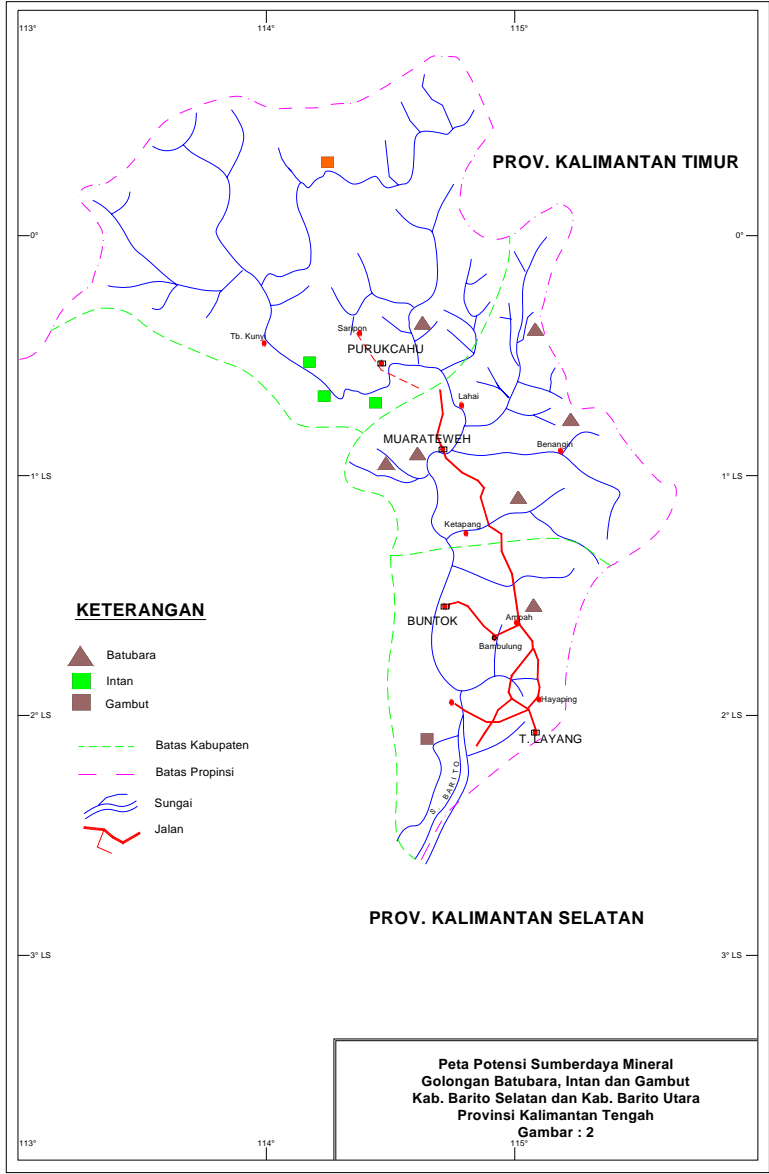 113°
114°
115°
PROV. KALIMANTAN TIMUR
0°
0°
Tb. Kuny
Saripon
PURUKCAHU
Lahai
MUARATEWEH
Benangin
1° LS
1° LS
Ketapang
KETERANGAN
BUNTOK
Ampah
Bambulung
Batubara
Intan
Gambut
Hayaping
2° LS
2° LS
T. LAYANG
Batas Kabupaten
Batas Propinsi
S. BARITO
Sungai
Jalan
PROV. KALIMANTAN SELATAN
3° LS
3° LS
Peta Potensi Sumberdaya Mineral
Golongan Batubara, Intan dan Gambut
Kab. Barito Selatan dan Kab. Barito Utara
Provinsi Kalimantan Tengah
Gambar : 2
113°
114°
115°